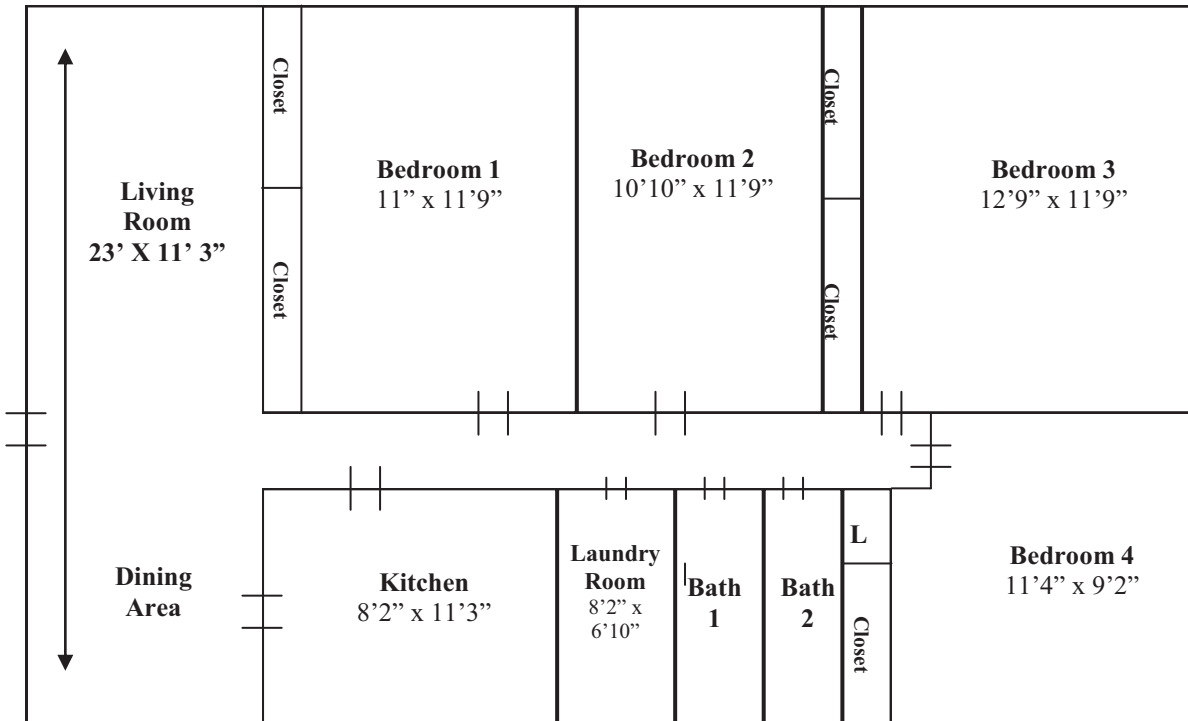 Closet
Closet
Bedroom 1
11” x 11’9”
Bedroom 2
10’10” x 11’9”
Bedroom 3
12’9” x 11’9”
Living
Room
23’ X 11’ 3”
Closet
Closet
L
Dining
Area
Kitchen
8’2” x 11’3”
Laundry
Room
8’2” x
6’10”
Bath
1
Bath
2
Bedroom 4
11’4” x 9’2”
Closet